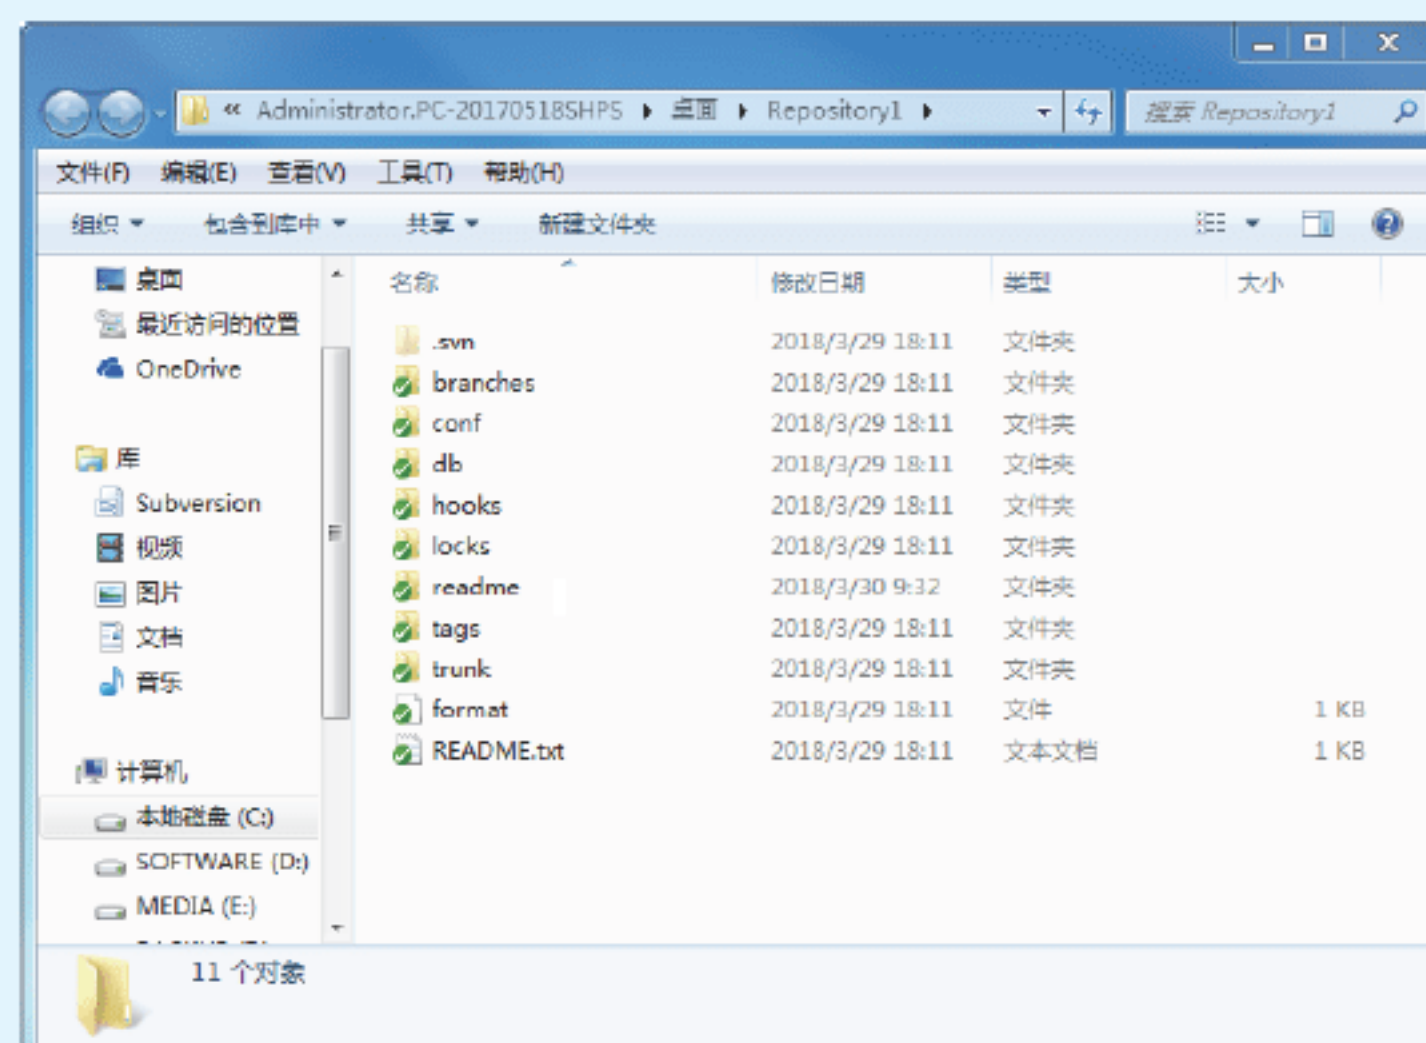 « Administrator.PC-20170518SHPS ▸ 桌面 ▸ Repository1 ▸ 搜索 Repository1
文件(F) 编辑(E) 查看(V) 工具(T) 帮助(H)
组织 包含到库中 共享 新建文件夹
桌面
最近访问的位置
OneDrive
库
Subversion
视频
图片
文档
音乐
计算机
本地磁盘 (C:)
SOFTWARE (D:)
MEDIA (E:)
名称 修改日期 类型 大小
.svn 2018/3/29 18:11 文件夹
branches 2018/3/29 18:11 文件夹
conf 2018/3/29 18:11 文件夹
db 2018/3/29 18:11 文件夹
hooks 2018/3/29 18:11 文件夹
locks 2018/3/29 18:11 文件夹
readme 2018/3/30 9:32 文件夹
tags 2018/3/29 18:11 文件夹
trunk 2018/3/29 18:11 文件夹
format 2018/3/29 18:11 文件 1 KB
README.txt 2018/3/29 18:11 文本文档 1 KB
11 个对象